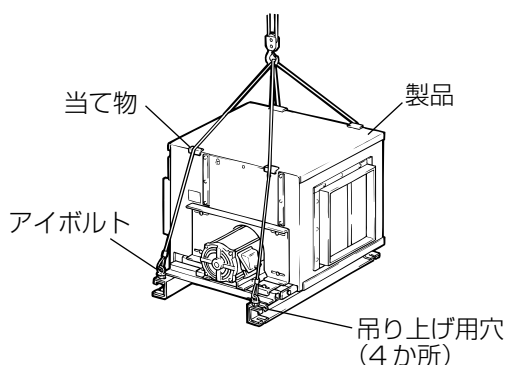 当て物
製品
アイボルト
吊り上げ用穴
(4か所)